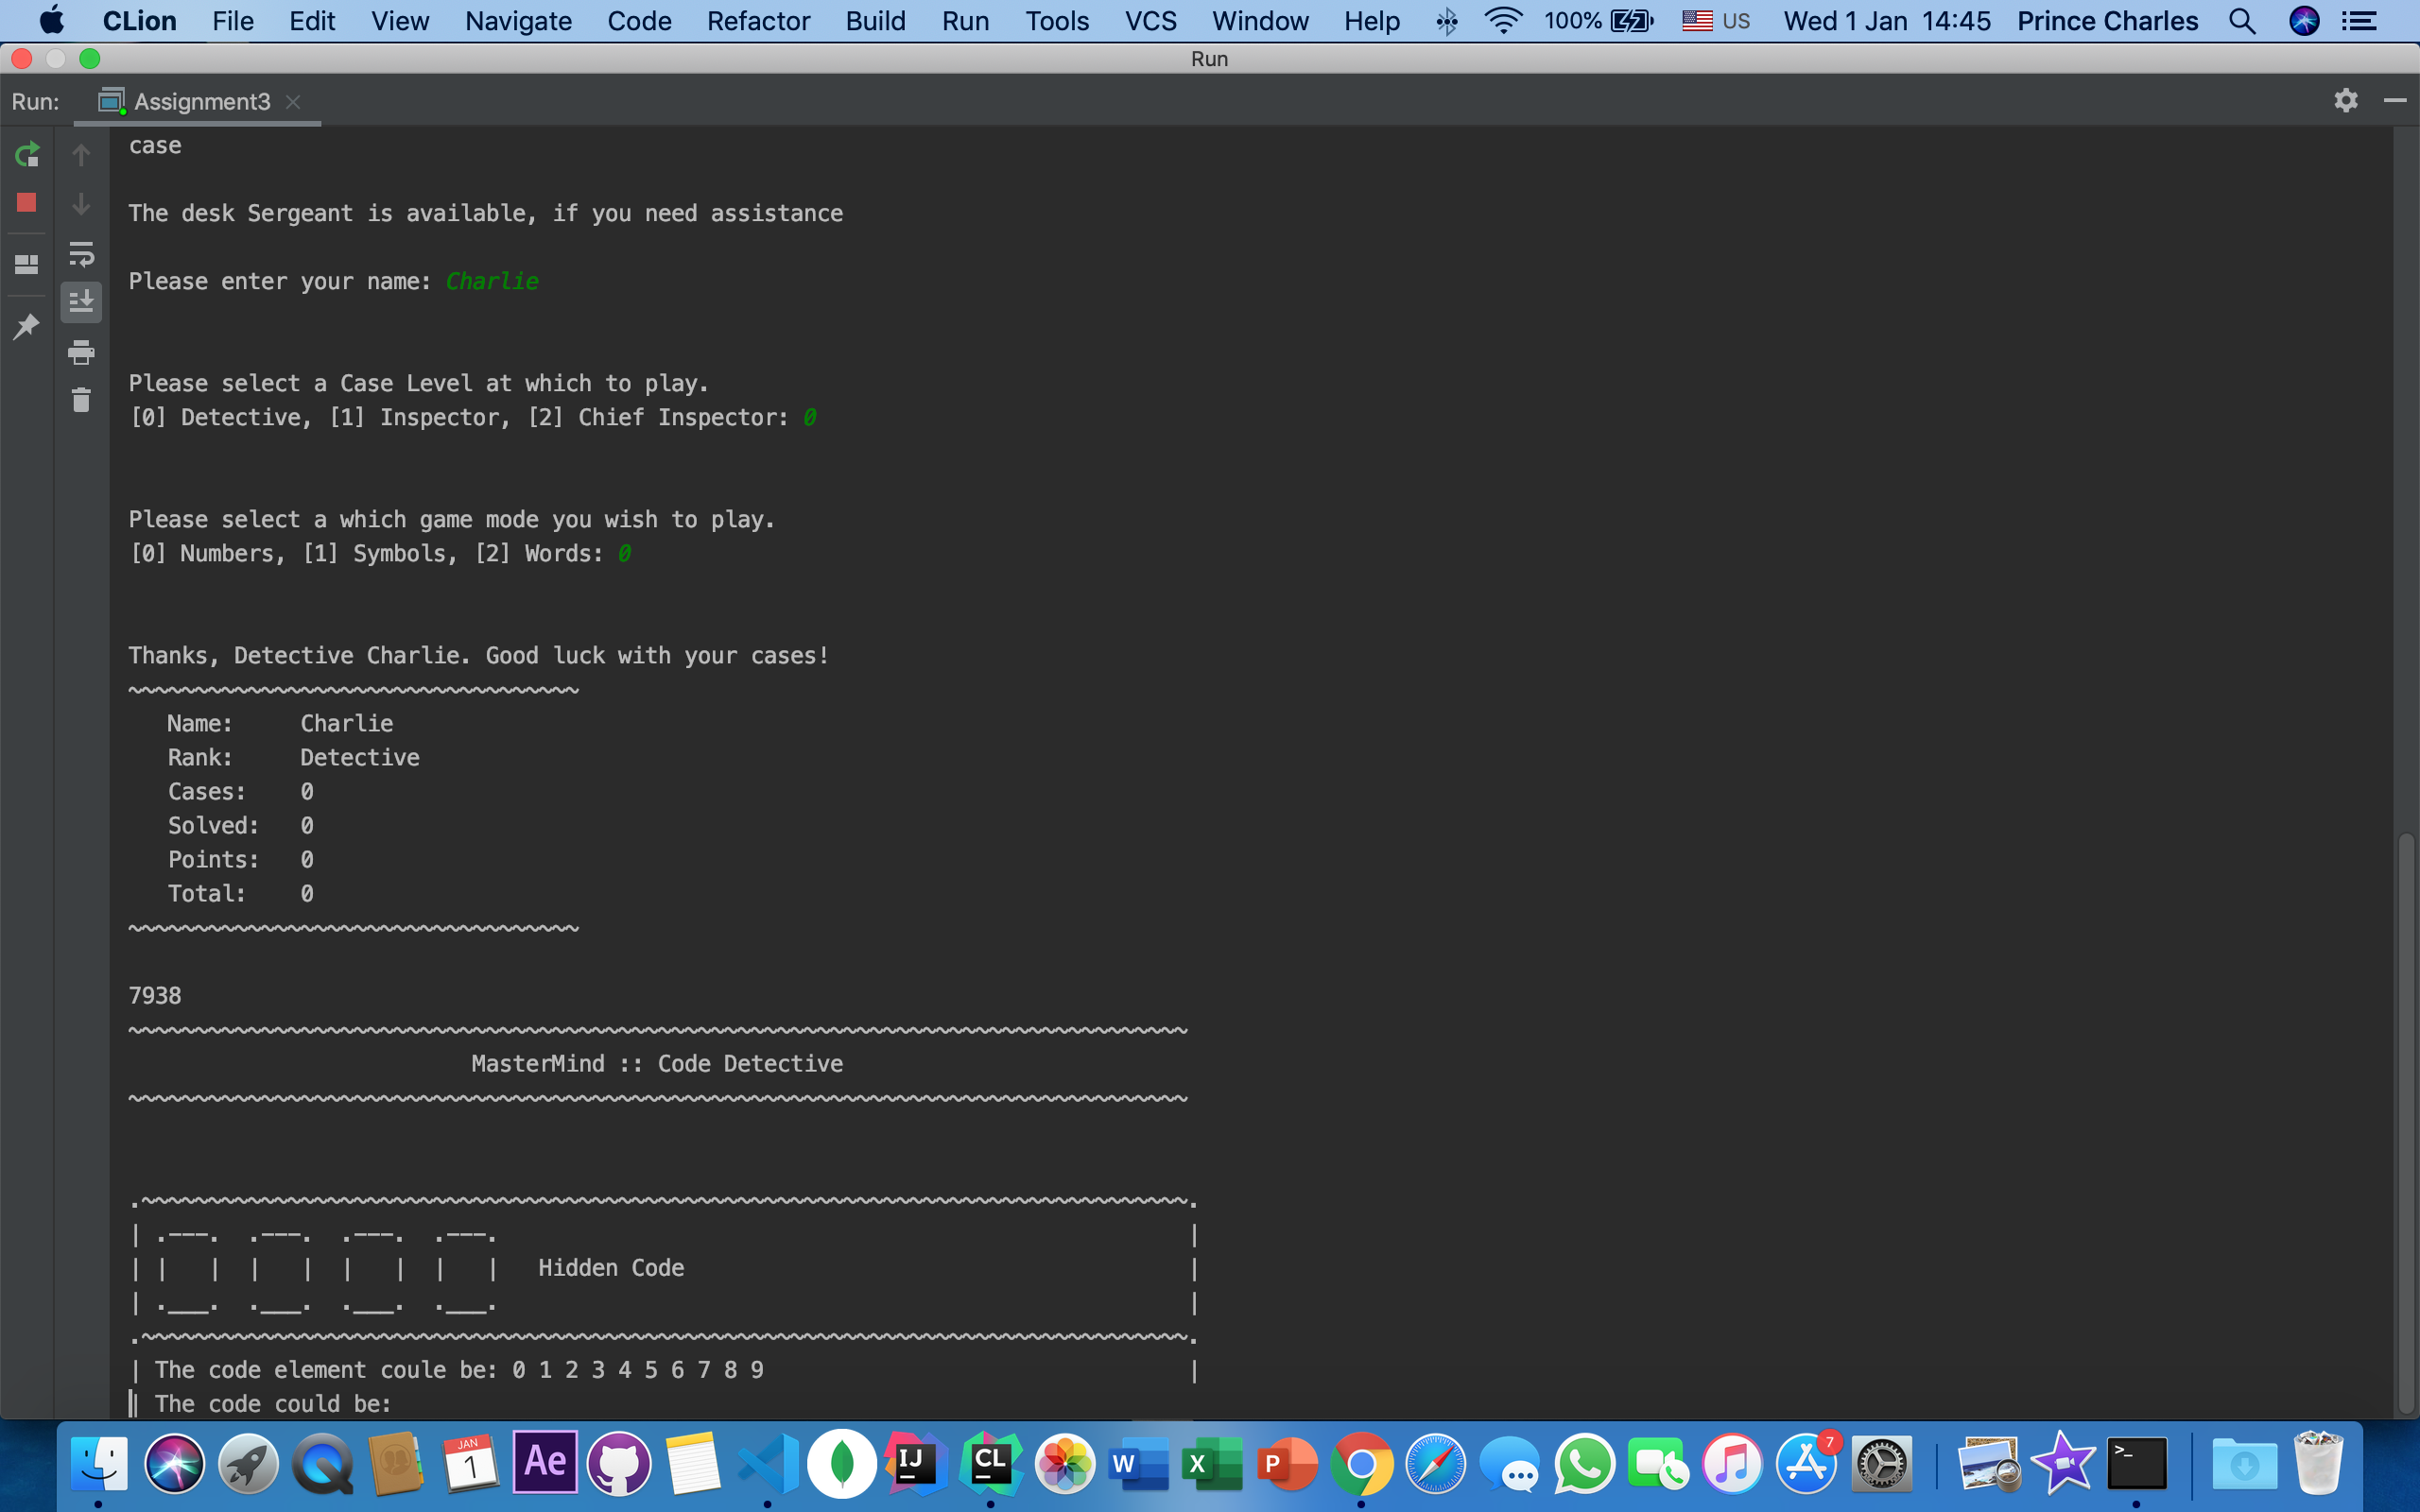 CLion File Edit View Navigate Code Refactor Build Run Tools VCS Window Help 100% US Wed 1 Jan 14:45 Prince Charles
Run
Run: Assignment3
case
The desk Sergeant is available, if you need assistance
Please enter your name: Charlie
Please select a Case Level at which to play.
[0] Detective, [1] Inspector, [2] Chief Inspector: 0
Please select a which game mode you wish to play.
[0] Numbers, [1] Symbols, [2] Words: 0
Thanks, Detective Charlie. Good luck with your cases!
~~~~~~~~~~~~~~~~~~~~~~~~~~~~~~~~~~
Name: Charlie
Rank: Detective
Cases: 0
Solved: 0
Points: 0
Total: 0
~~~~~~~~~~~~~~~~~~~~~~~~~~~~~~~~~~
7938
~~~~~~~~~~~~~~~~~~~~~~~~~~~~~~~~~~~~~~~~~~~~~~~~~~~~~~~~~~~~~~~~~~~~~~~~~~~~~~~~
MasterMind :: Code Detective
~~~~~~~~~~~~~~~~~~~~~~~~~~~~~~~~~~~~~~~~~~~~~~~~~~~~~~~~~~~~~~~~~~~~~~~~~~~~~~~~
.~~~~~~~~~~~~~~~~~~~~~~~~~~~~~~~~~~~~~~~~~~~~~~~~~~~~~~~~~~~~~~~~~~~~~~~~~~~~~~~.
| .---. .---. .---. .---. |
| | | | | | | | | Hidden Code |
| .___. .___. .___. .___. |
.~~~~~~~~~~~~~~~~~~~~~~~~~~~~~~~~~~~~~~~~~~~~~~~~~~~~~~~~~~~~~~~~~~~~~~~~~~~~~~~.
| The code element coule be: 0 1 2 3 4 5 6 7 8 9 |
| The code could be:
JAN
1
Ae
IJ
CL
W
X
P
7
>_